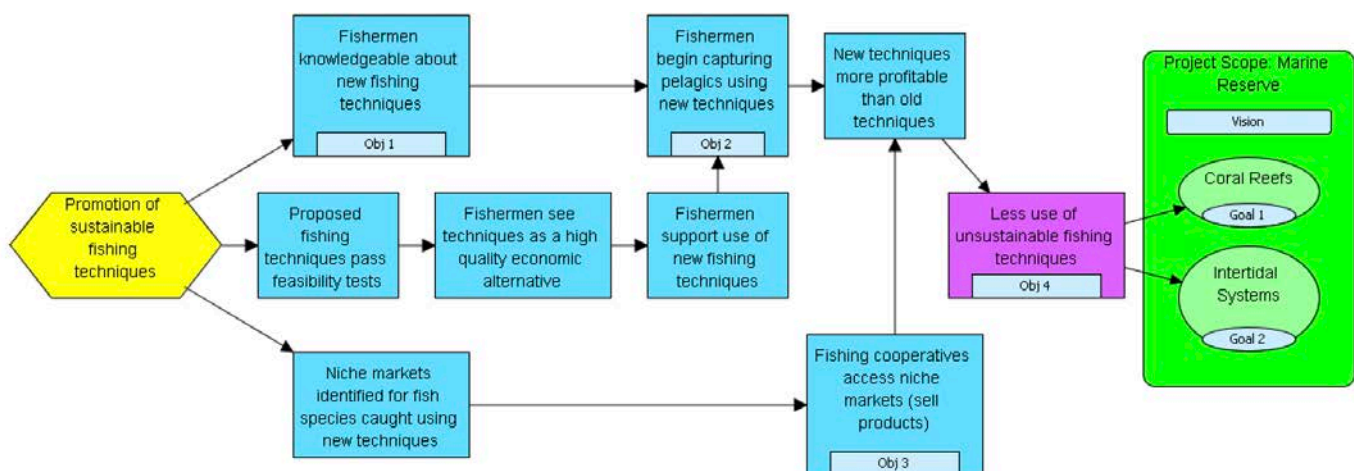 Promotion of
sustainable
fishing
techniques
Fishermen
knowledgeable about
new fishing
techniques
Obj 1
Fishermen
begin capturing
pelagics using
new techniques
Obj 2
New techniques
more profitable
than old
techniques
Proposed
fishing
techniques pass
feasibility tests
Fishermen see
techniques as a high
quality economic
alternative
Fishermen
support use of
new fishing
techniques
Niche markets
identified for fish
species caught using
new techniques
Fishing cooperatives
access niche
markets (sell
products)
Obj 3
Less use of
unsustainable fishing
techniques
Obj 4
Project Scope: Marine
Reserve
Vision
Coral Reefs
Goal 1
Intertidal
Systems
Goal 2